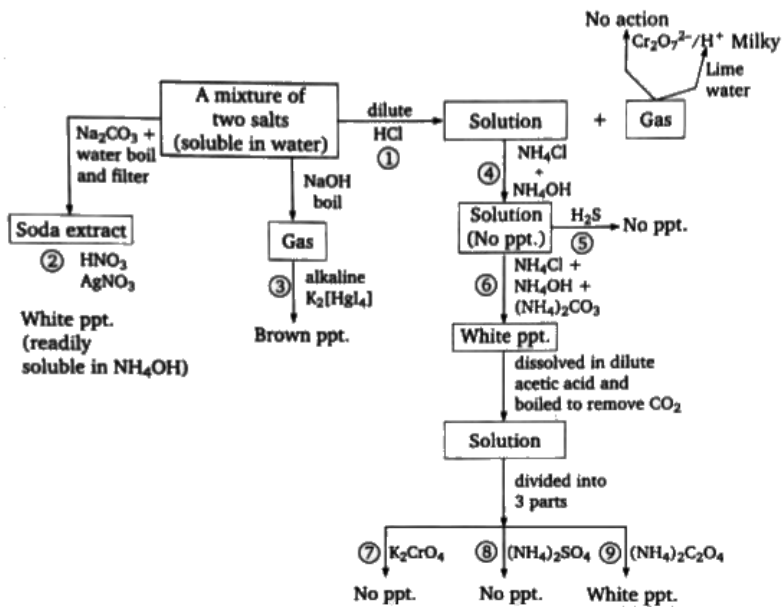 No action
Cr₂O₇²⁻/H⁺ Milky
Lime
water
A mixture of
two salts
(soluble in water)
dilute
HCl
①
Solution
+
Gas
Na₂CO₃ +
water boil
and filter
NaOH
boil
④
NH₄Cl
+
NH₄OH
Soda extract
② HNO₃
AgNO₃
White ppt.
(readily
soluble in NH₄OH)
Gas
③
alkaline
K₂[HgI₄]
Brown ppt.
Solution
(No ppt.)
H₂S
⑤
No ppt.
⑥
NH₄Cl +
NH₄OH +
(NH₄)₂CO₃
White ppt.
dissolved in dilute
acetic acid and
boiled to remove CO₂
Solution
divided into
3 parts
⑦ K₂CrO₄
⑧ (NH₄)₂SO₄
⑨ (NH₄)₂C₂O₄
No ppt.
No ppt.
White ppt.